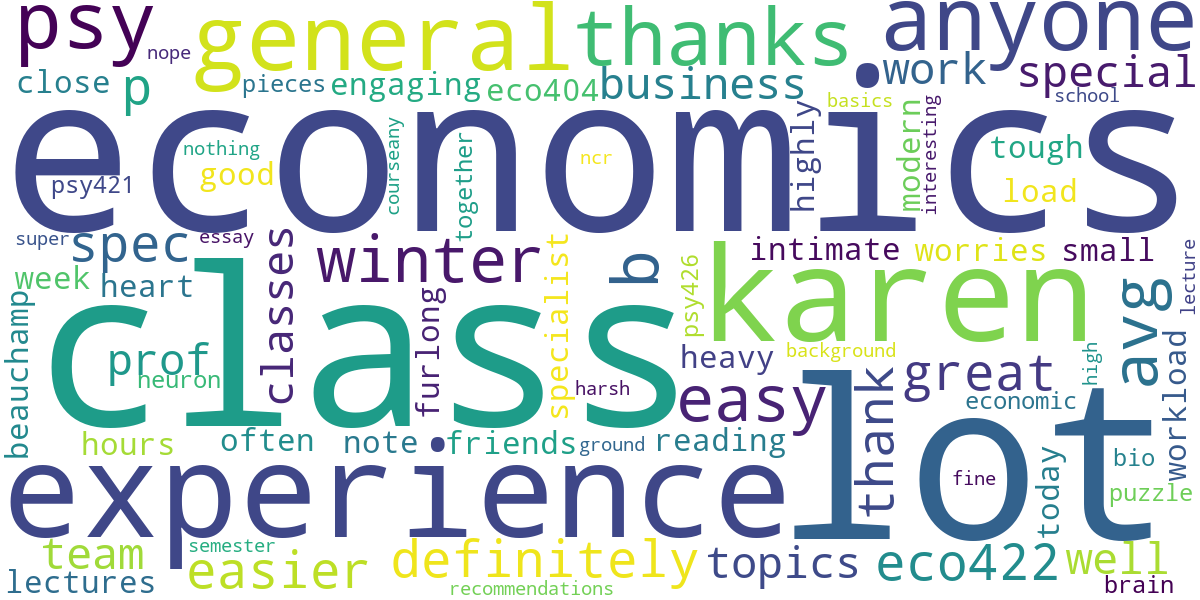 psy
nope
general
thanks
anyone
close
p
pieces
engaging
eco404
business
work
special
school
basics
economics
psy421
nothing
good
courseany
together
ncr
highly
modern
interesting
tough
load
super
spec
essay
week
heart
classes
winter
specialist
b
psy426
karen
intimate
worries
small
lecture
avg
beauchamp
class
prof
neuron
furlong
harsh
heavy
background
easy
great
high
workload
economic
thank
lot
hours
often
note
friends
ground
reading
experience
fine
today
bio
puzzle
team
semester
lectures
easier
definitely
recommendations
topics
eco422
well
brain